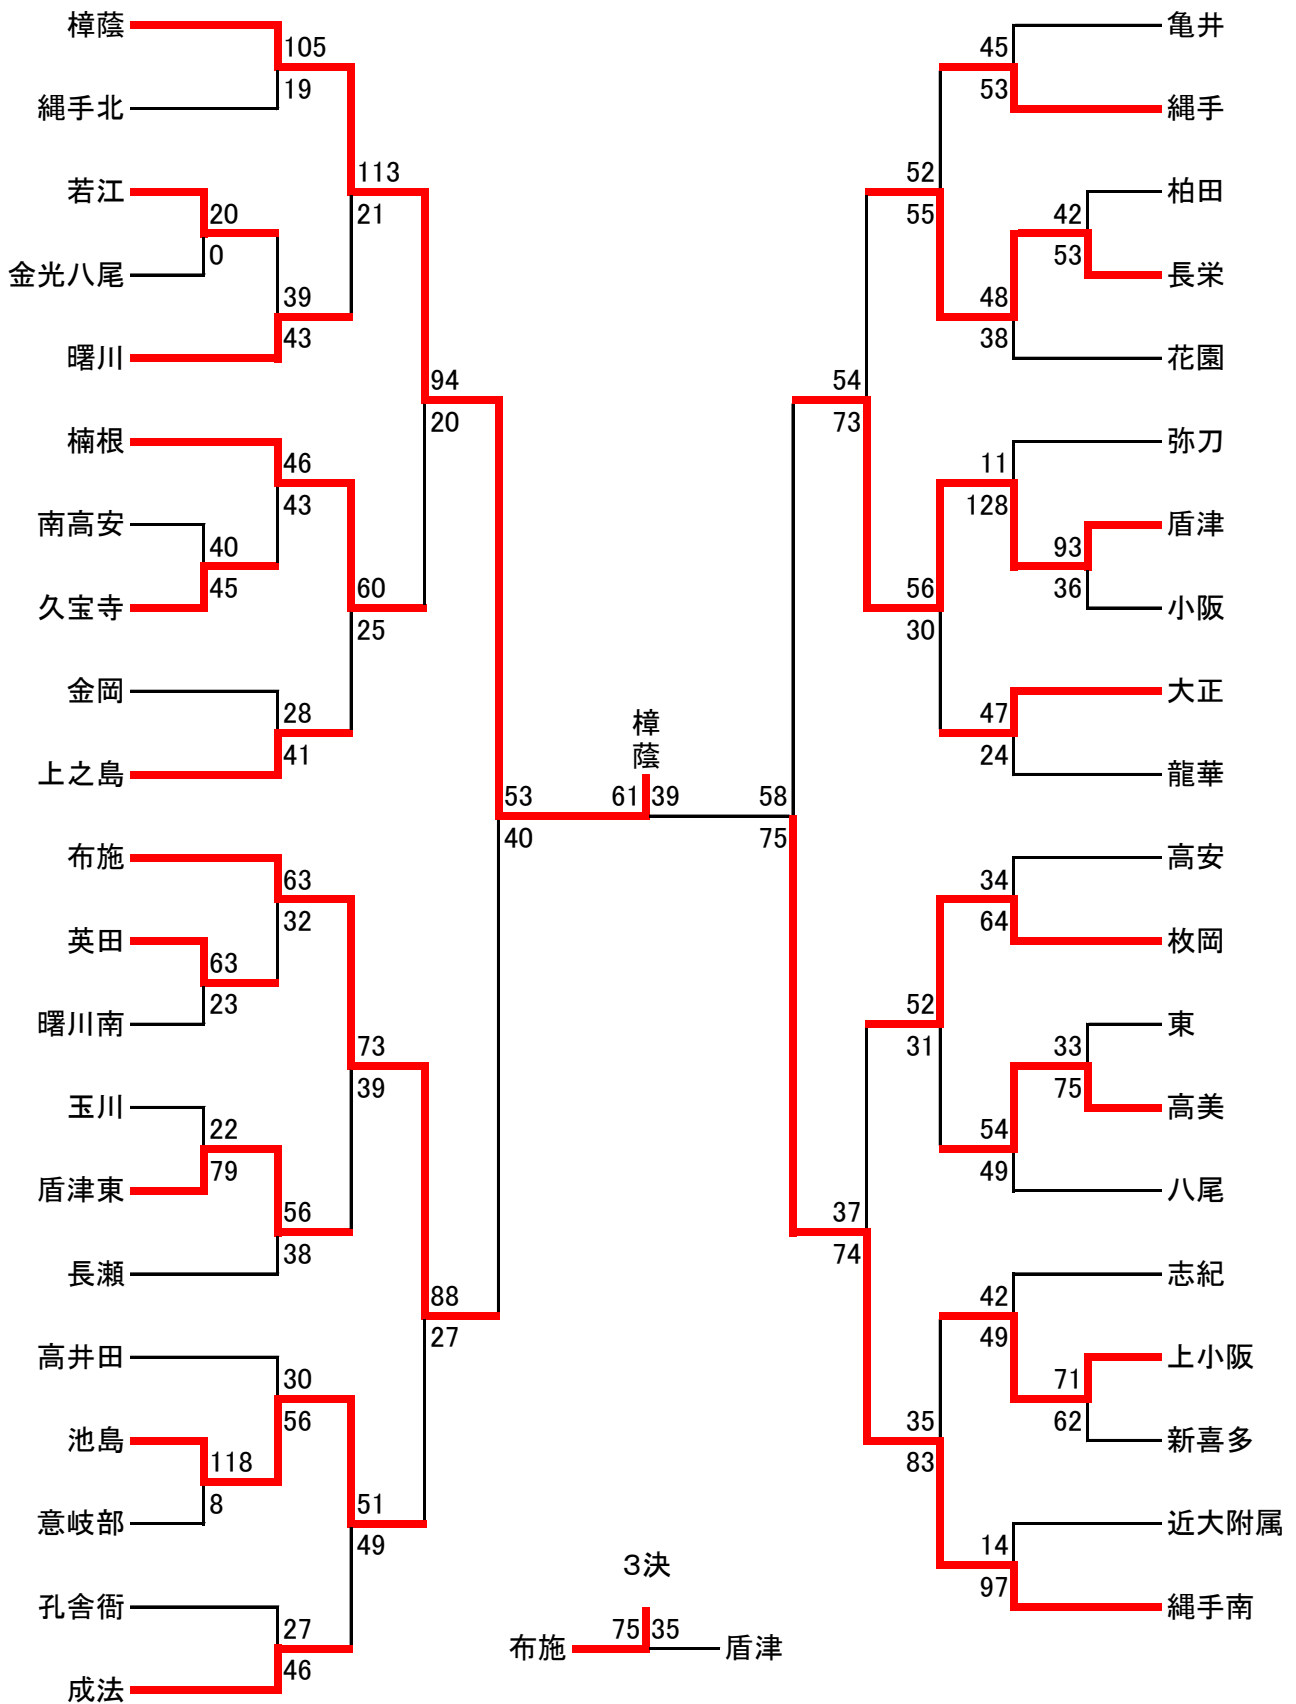 樟蔭
105
19
縄手北
113
21
若江
20
0
金光八尾
39
43
曙川
94
20
楠根
46
43
南高安
40
45
久宝寺
60
25
金岡
28
41
上之島
53
40
布施
63
32
英田
63
23
曙川南
73
39
玉川
22
79
盾津東
56
38
長瀬
88
27
高井田
30
56
池島
118
8
意岐部
51
49
孔舎衙
27
46
成法
樟蔭
61 39
亀井
45
53
縄手
52
55
柏田
42
53
長栄
48
38
花園
54
73
弥刀
11
128
盾津
93
36
小阪
56
30
大正
47
24
龍華
58
75
高安
34
64
枚岡
52
31
東
33
75
高美
54
49
八尾
37
74
志紀
42
49
上小阪
71
62
新喜多
35
83
近大附属
14
97
縄手南
3決
75 35
布施 盾津